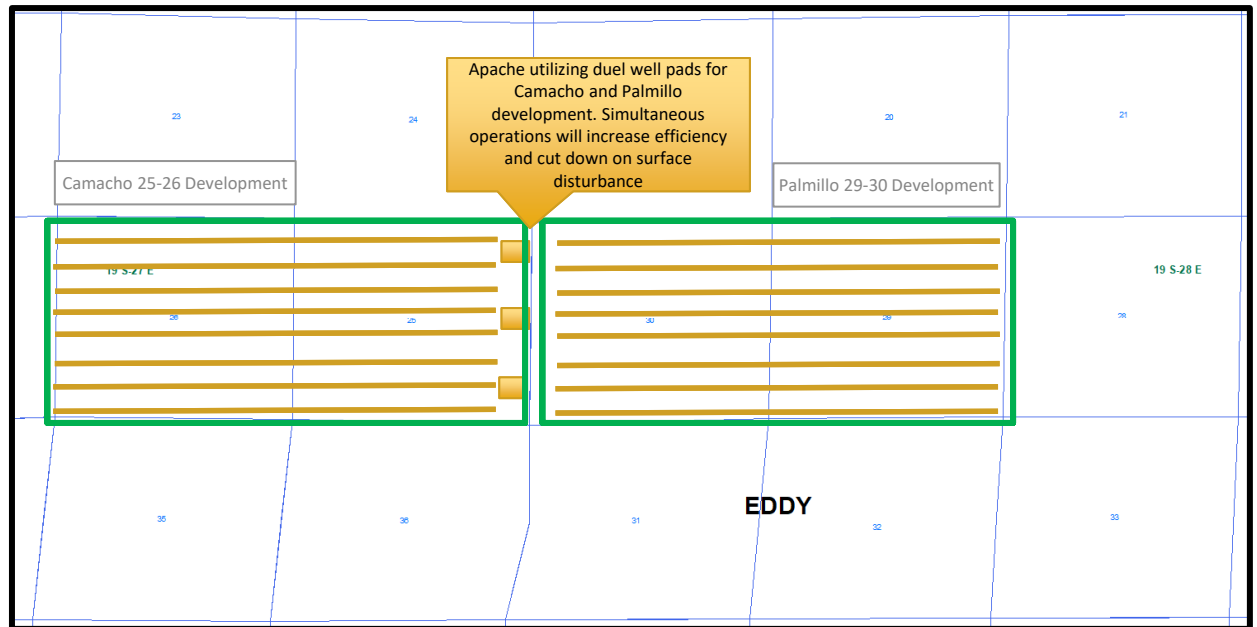 Apache utilizing duel well pads for
Camacho and Palmillo
development. Simultaneous
operations will increase efficiency
and cut down on surface
disturbance
23
24
20
21
Camacho 25-26 Development
Palmillo 29-30 Development
19 S-27 E
19 S-28 E
26
25
30
29
28
EDDY
35
36
31
32
33